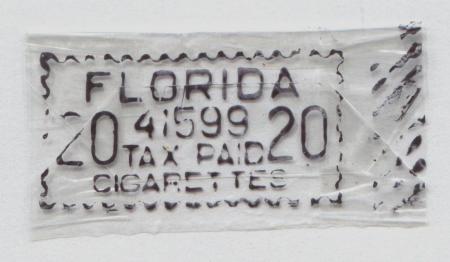 FLORIDA
20 41599 20
TAX PAID
CIGARETTES